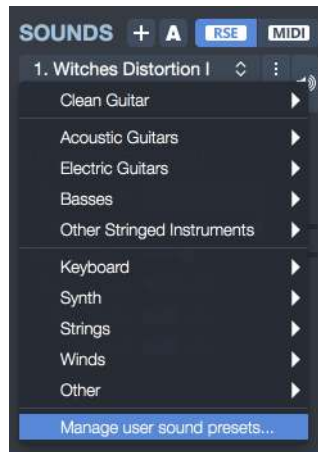 SOUNDS + A RSE MIDI
1. Witches Distortion I
Clean Guitar
Acoustic Guitars
Electric Guitars
Basses
Other Stringed Instruments
Keyboard
Synth
Strings
Winds
Other
Manage user sound presets...